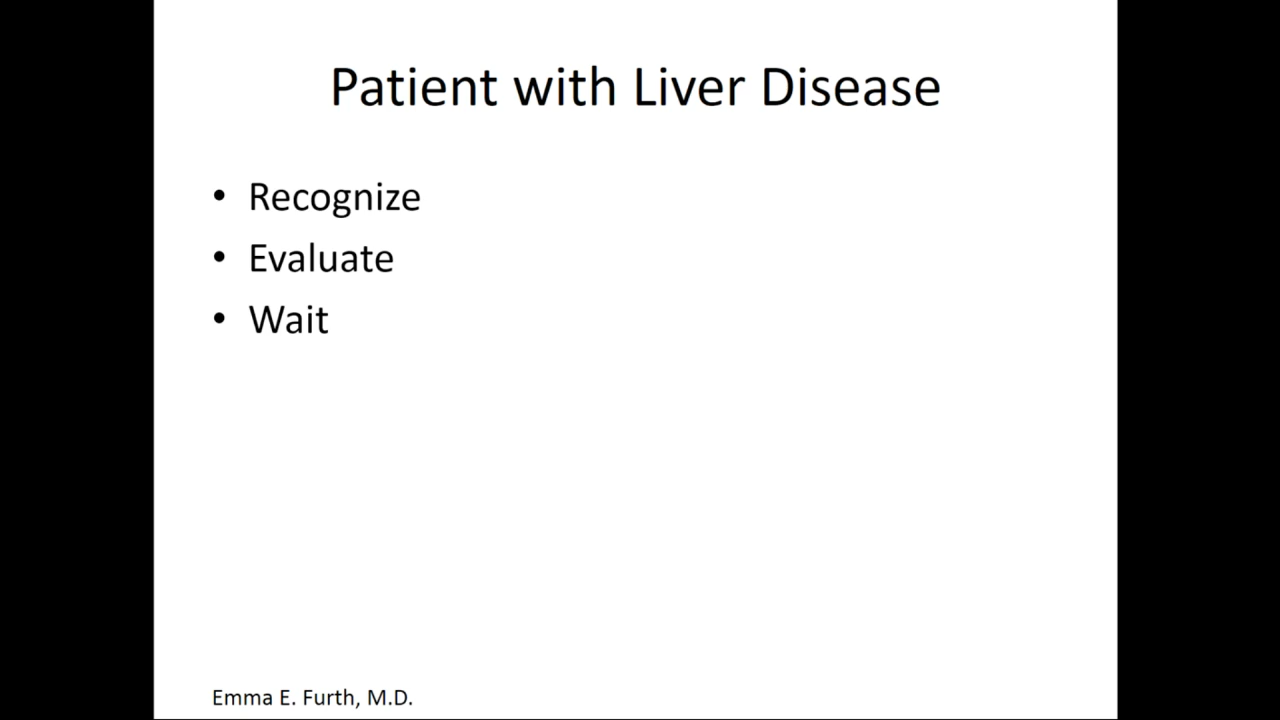 Patient with Liver Disease
• Recognize
• Evaluate
• Wait
Emma E. Furth, M.D.